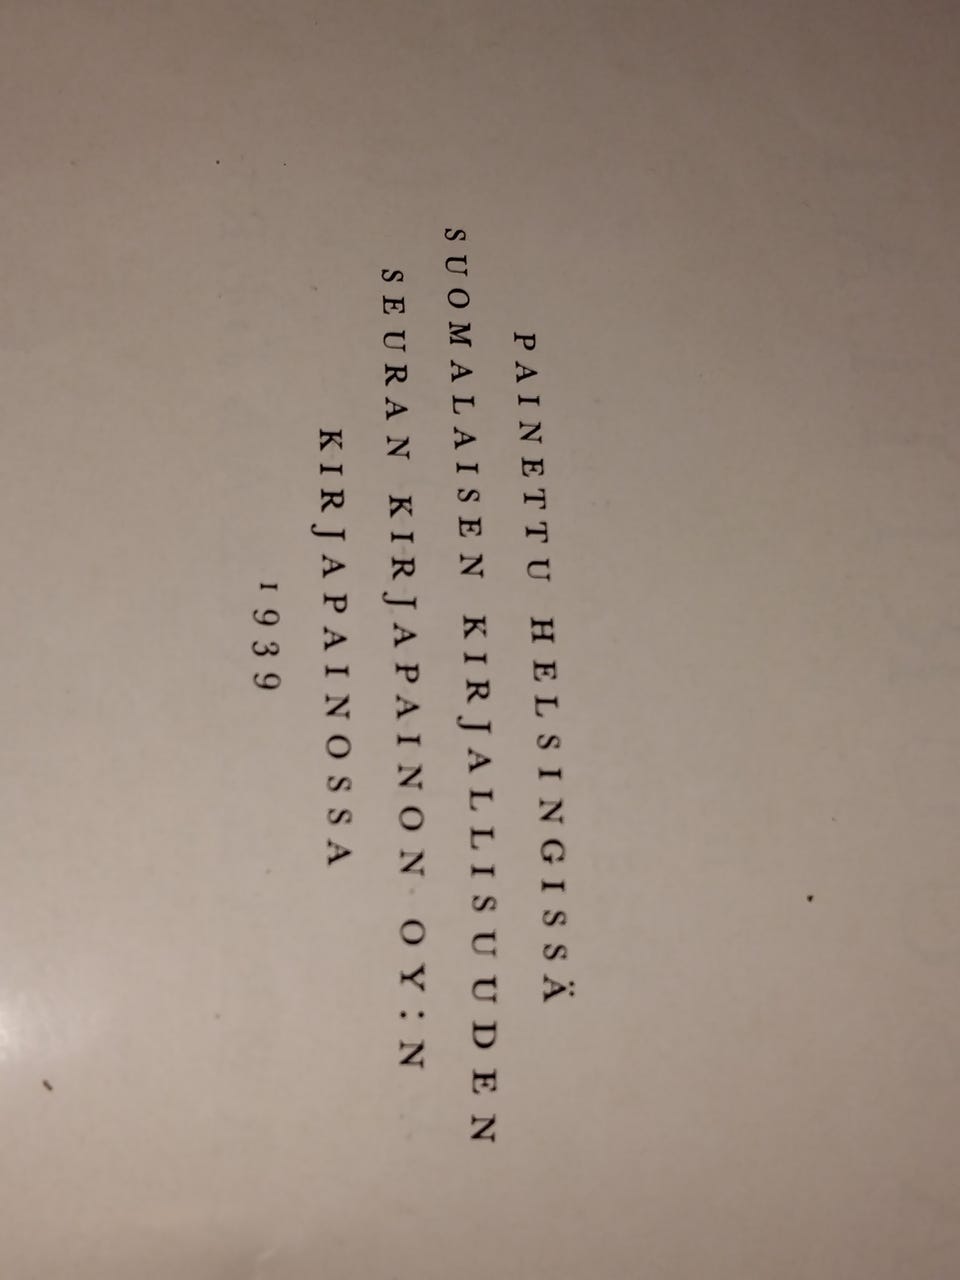 PAINETTU HELSINGISSÄ
SUOMALAISEN KIRJALLISUUDEN
SEURAN KIRJAPAINON OY:N
KIRJAPAINOSSA
1939